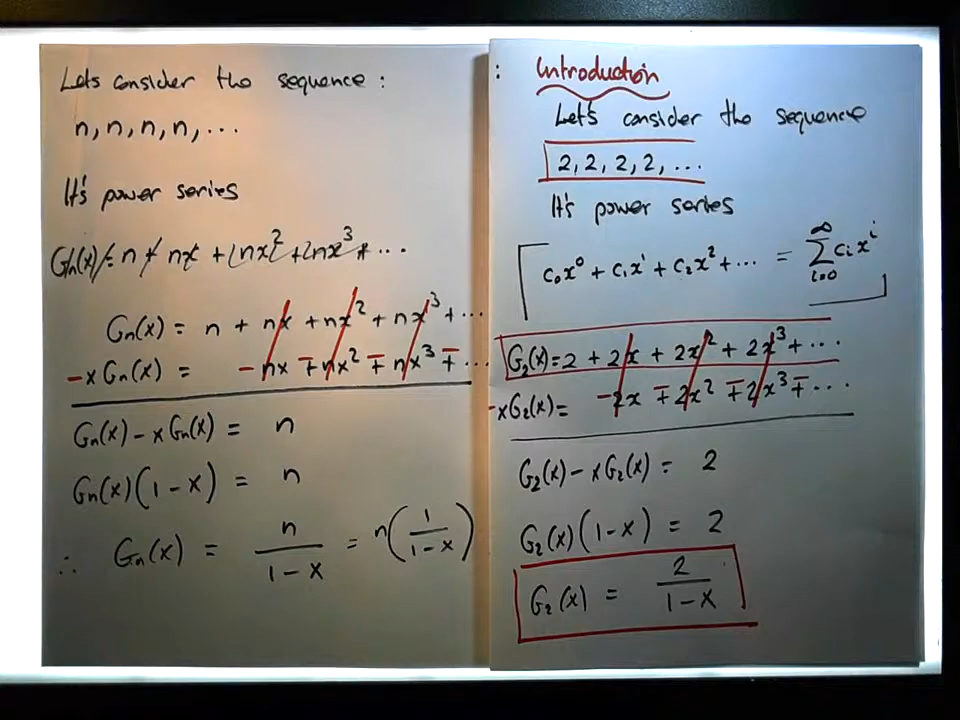 Lets consider the sequence :
n, n, n, n, ...
It's power series
Gn(x) = n + nx + 2nx² + 2nx³ + ...
Gn(x) = n + nx + nx² + nx³ + ...
-x Gn(x) = - nx ∓ nx² ∓ nx³ ∓ ...
Gn(x) - x Gn(x) = n
Gn(x)(1-x) = n
∴ Gn(x) = n/(1-x) = n(1/(1-x))
: Introduction
Let's consider the sequence
2, 2, 2, 2, ...
It's power series
c₀x⁰ + c₁x¹ + c₂x² + ... = ∑_{i=0}^{∞} cᵢxⁱ
G₂(x) = 2 + 2x + 2x² + 2x³ + ...
-xG₂(x) = -2x ∓ 2x² ∓ 2x³ ∓ ...
G₂(x) - xG₂(x) = 2
G₂(x)(1-x) = 2
G₂(x) = 2/(1-x)